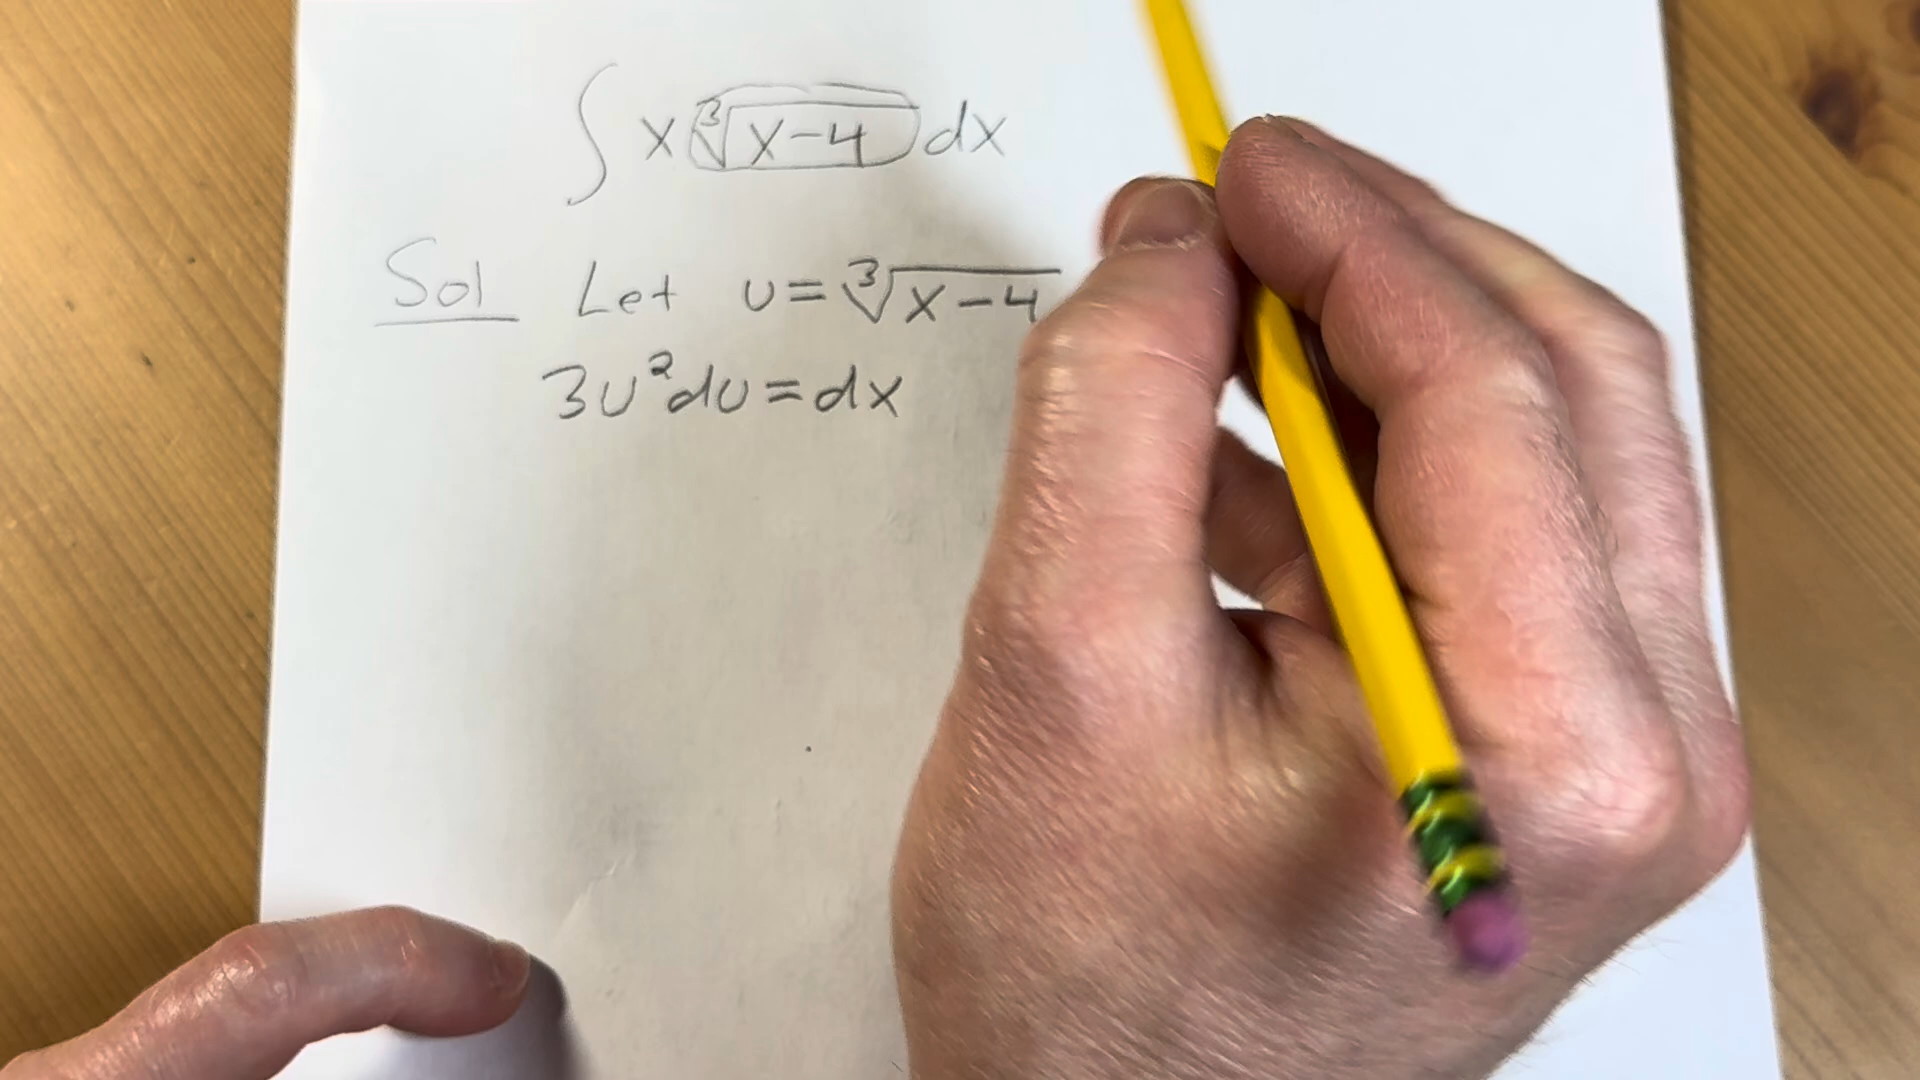 ∫ x ∛(x-4) dx
Sol Let u = ∛(x-4)
3u²du = dx